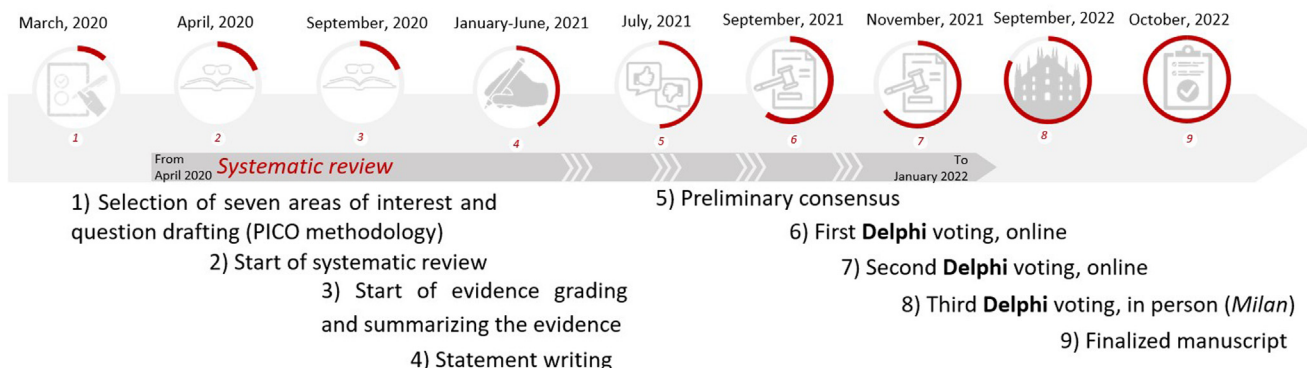 March, 2020
April, 2020
September, 2020
January-June, 2021
July, 2021
September, 2021
November, 2021
September, 2022
October, 2022
1
2
3
4
5
6
7
8
9
From
April 2020
Systematic review
To
January 2022
1) Selection of seven areas of interest and
question drafting (PICO methodology)
2) Start of systematic review
3) Start of evidence grading
and summarizing the evidence
4) Statement writing
5) Preliminary consensus
6) First Delphi voting, online
7) Second Delphi voting, online
8) Third Delphi voting, in person (Milan)
9) Finalized manuscript